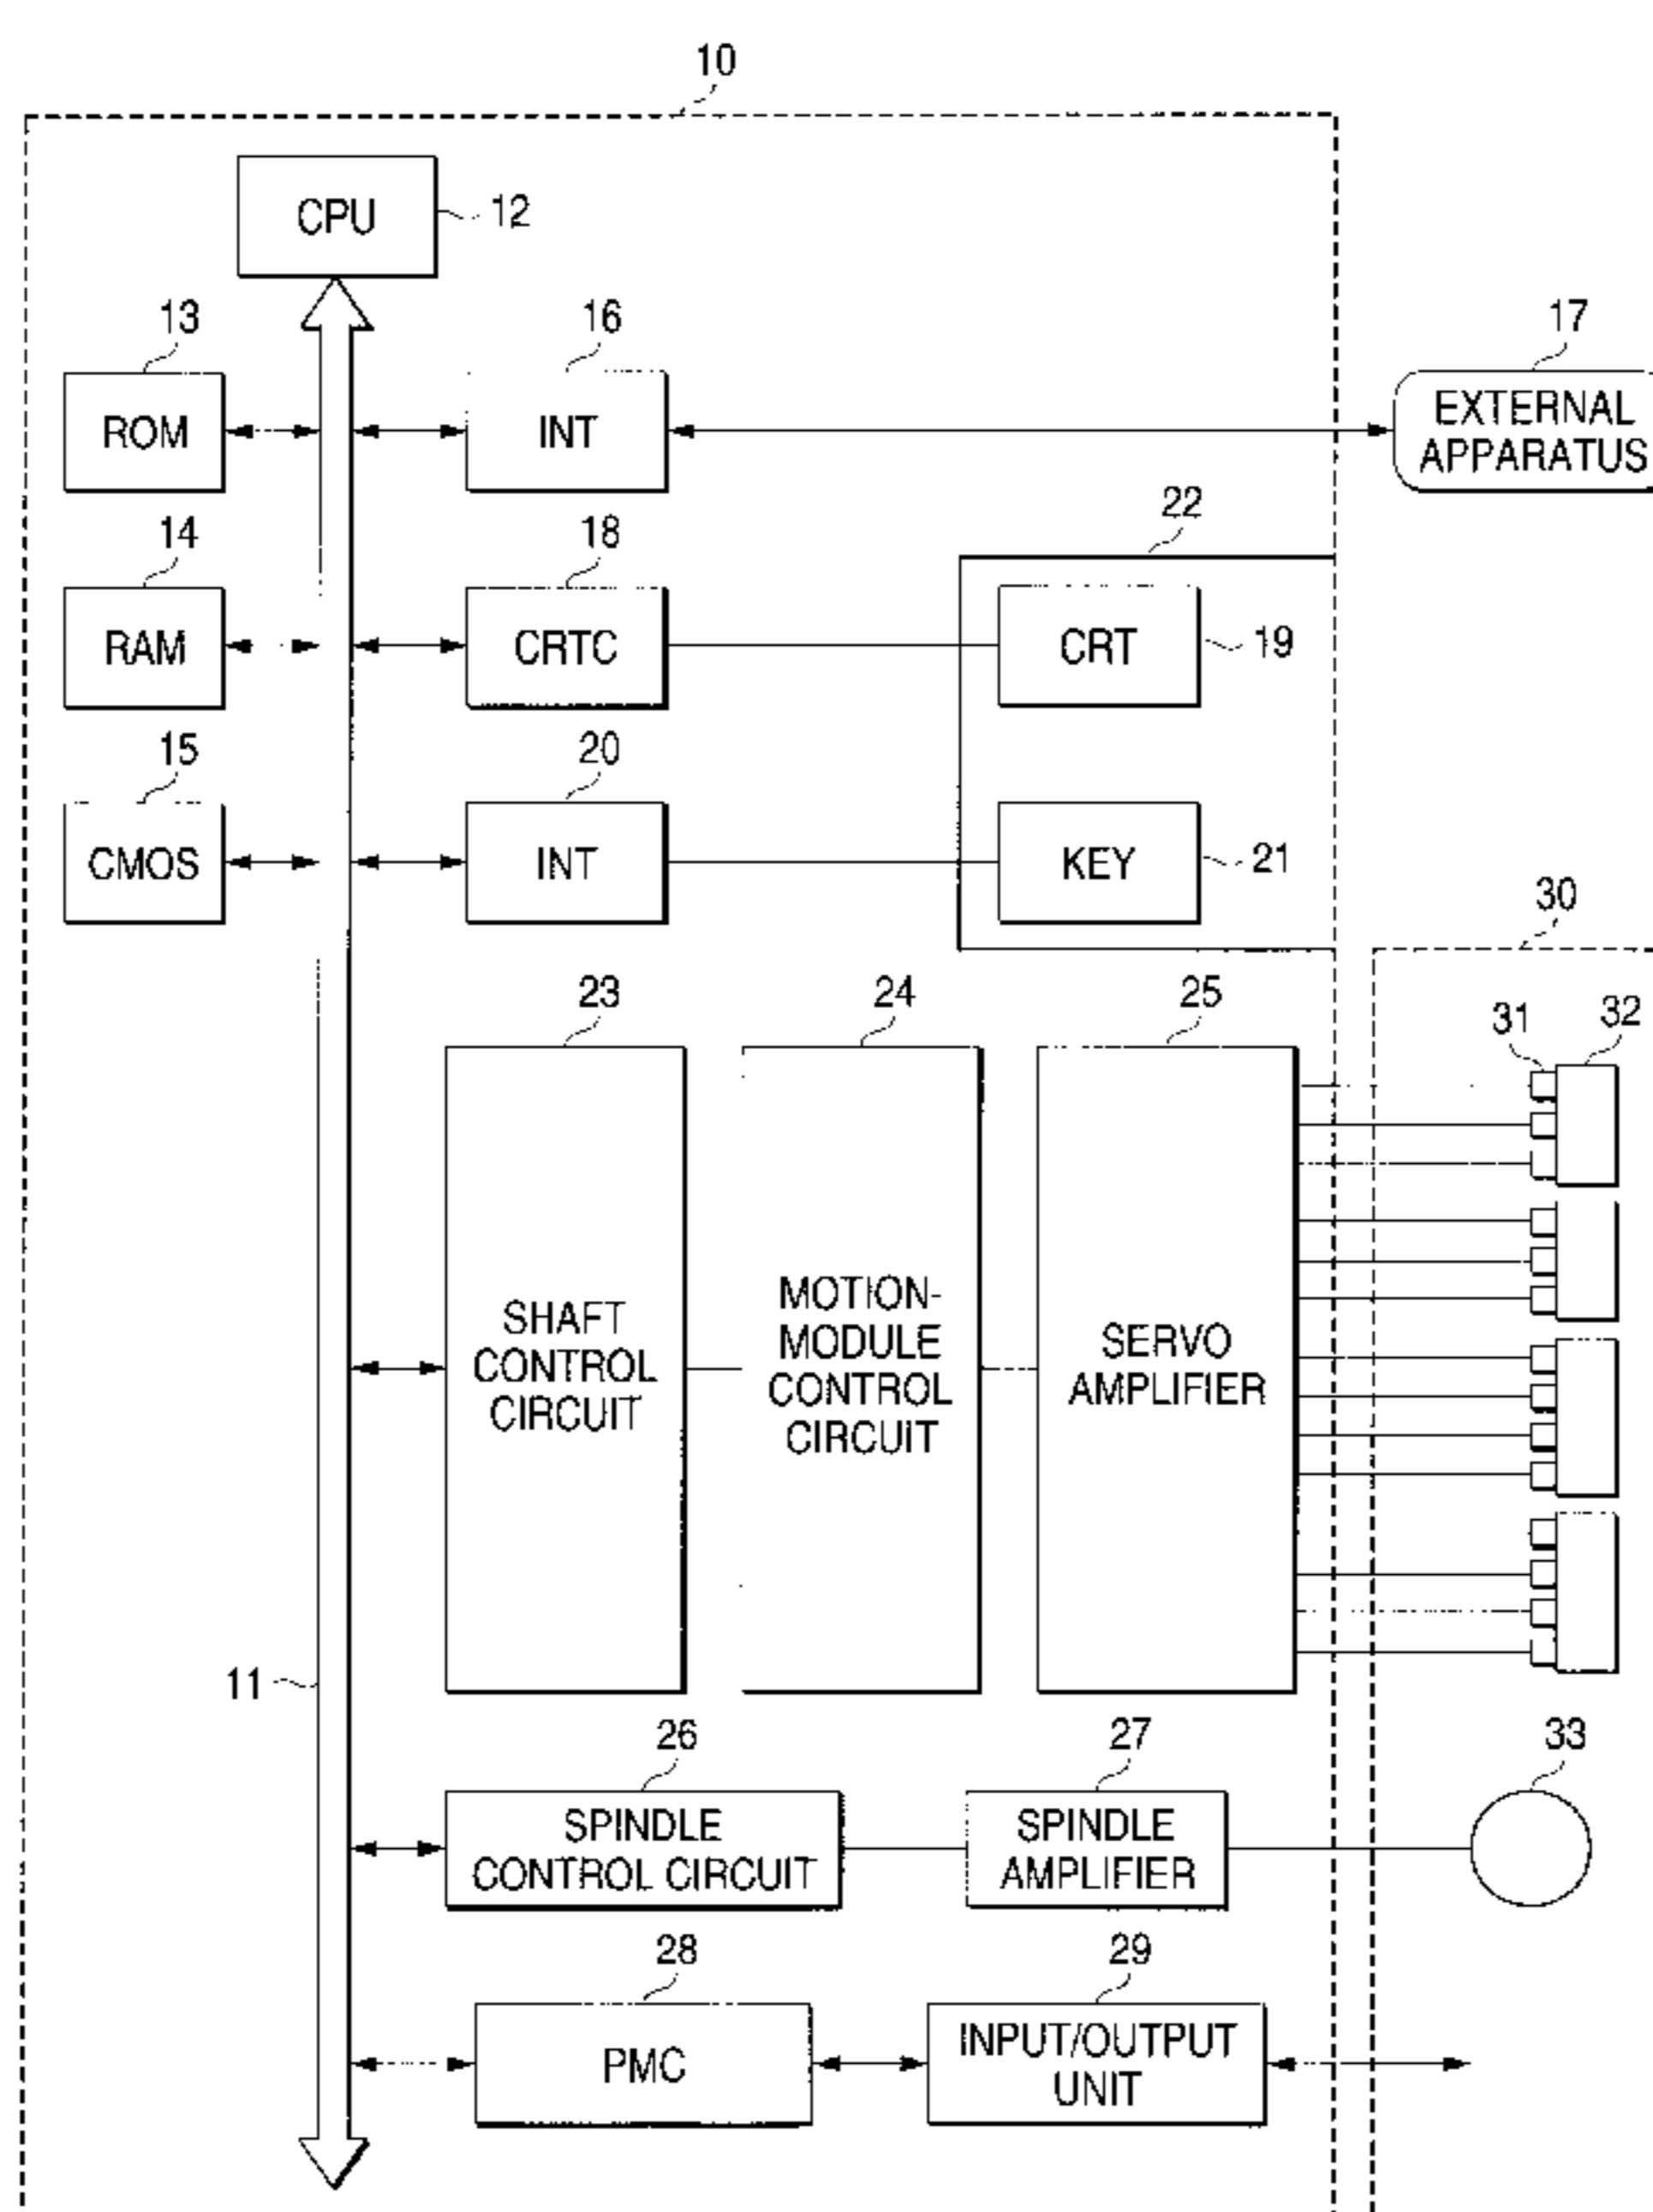 10
CPU
12
13
16
17
ROM
INT
EXTERNAL
APPARATUS
14
18
22
RAM
CRTC
CRT
19
15
20
CMOS
INT
KEY
21
30
23
24
25
31
32
SHAFT
CONTROL
CIRCUIT
MOTION-
MODULE
CONTROL
CIRCUIT
SERVO
AMPLIFIER
11
26
27
33
SPINDLE
CONTROL CIRCUIT
SPINDLE
AMPLIFIER
28
29
PMC
INPUT/OUTPUT
UNIT